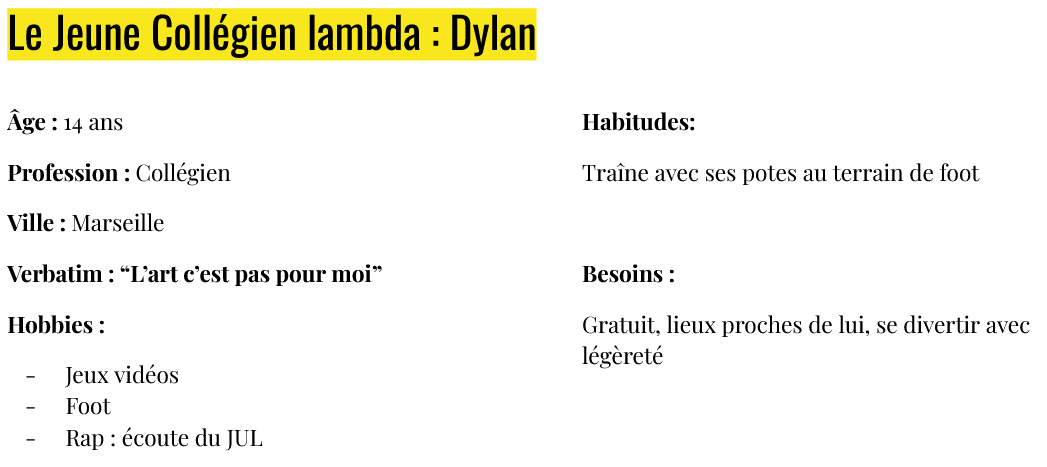 Le Jeune Collégien lambda : Dylan
Âge : 14 ans
Profession : Collégien
Ville : Marseille
Verbatim : “L’art c’est pas pour moi”
Hobbies :
- Jeux vidéos
- Foot
- Rap : écoute du JUL
Habitudes:
Traîne avec ses potes au terrain de foot
Besoins :
Gratuit, lieux proches de lui, se divertir avec
légèreté